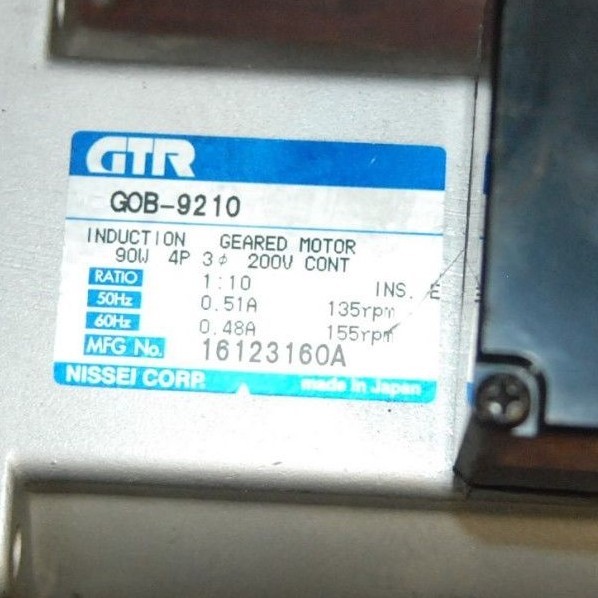 GTR
GOB-9210
INDUCTION GEARED MOTOR
90W 4P 3ϕ 200V CONT
RATIO 1:10 INS. E
50Hz 0.51A 135rpm
60Hz 0.48A 155rpm
MFG No. 16123160A
NISSEI CORP. made in Japan